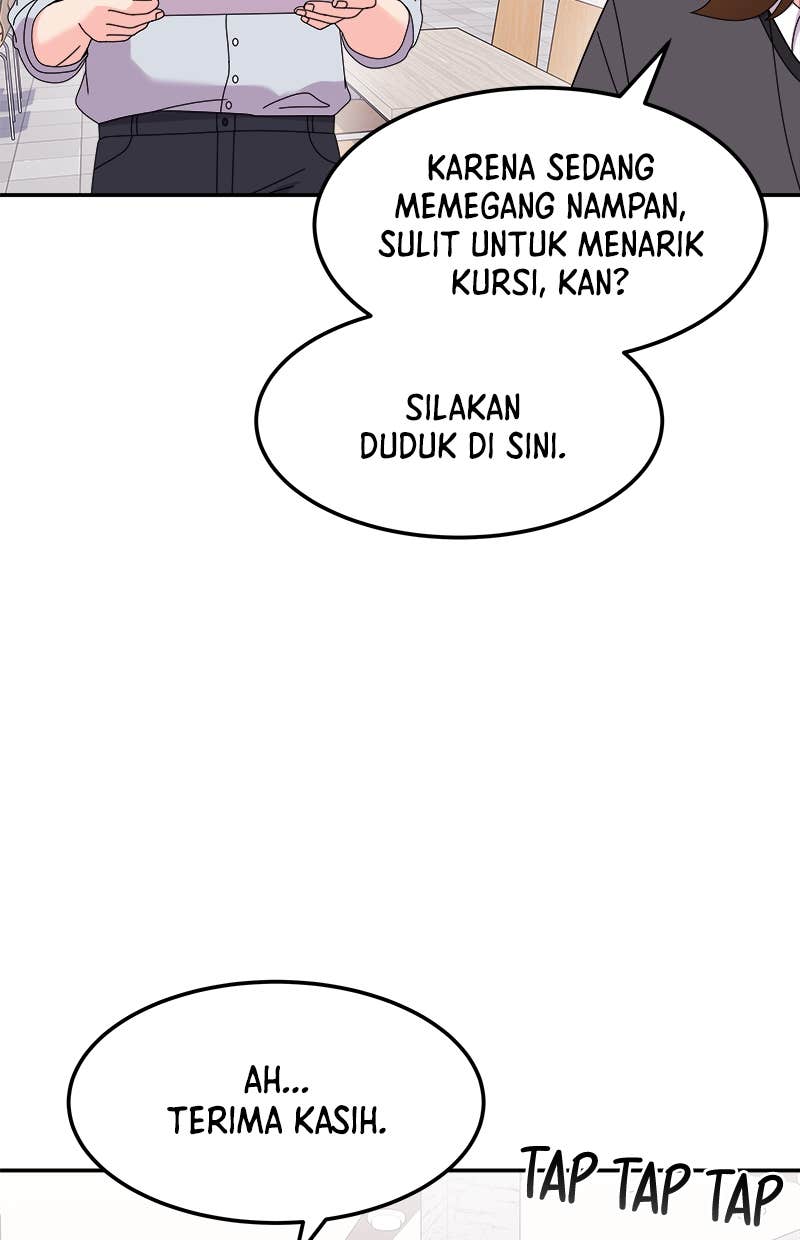 KARENA SEDANG
MEMEGANG NAMPAN,
SULIT UNTUK MENARIK
KURSI, KAN?
SILAKAN
DUDUK DI SINI.
AH...
TERIMA KASIH.
TAP TAP TAP